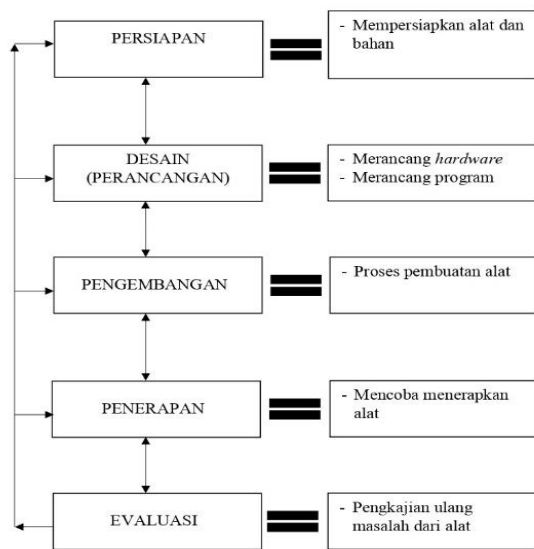 PERSIAPAN
- Mempersiapkan alat dan
bahan
DESAIN
(PERANCANGAN)
- Merancang hardware
- Merancang program
PENGEMBANGAN
- Proses pembuatan alat
PENERAPAN
- Mencoba menerapkan
alat
EVALUASI
- Pengkajian ulang
masalah dari alat